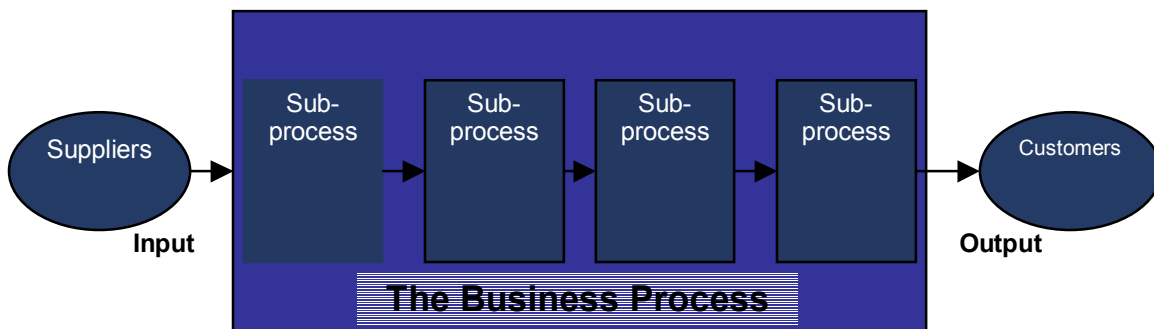 Suppliers
Input
Sub-
process
Sub-
process
Sub-
process
Sub-
process
The Business Process
Customers
Output